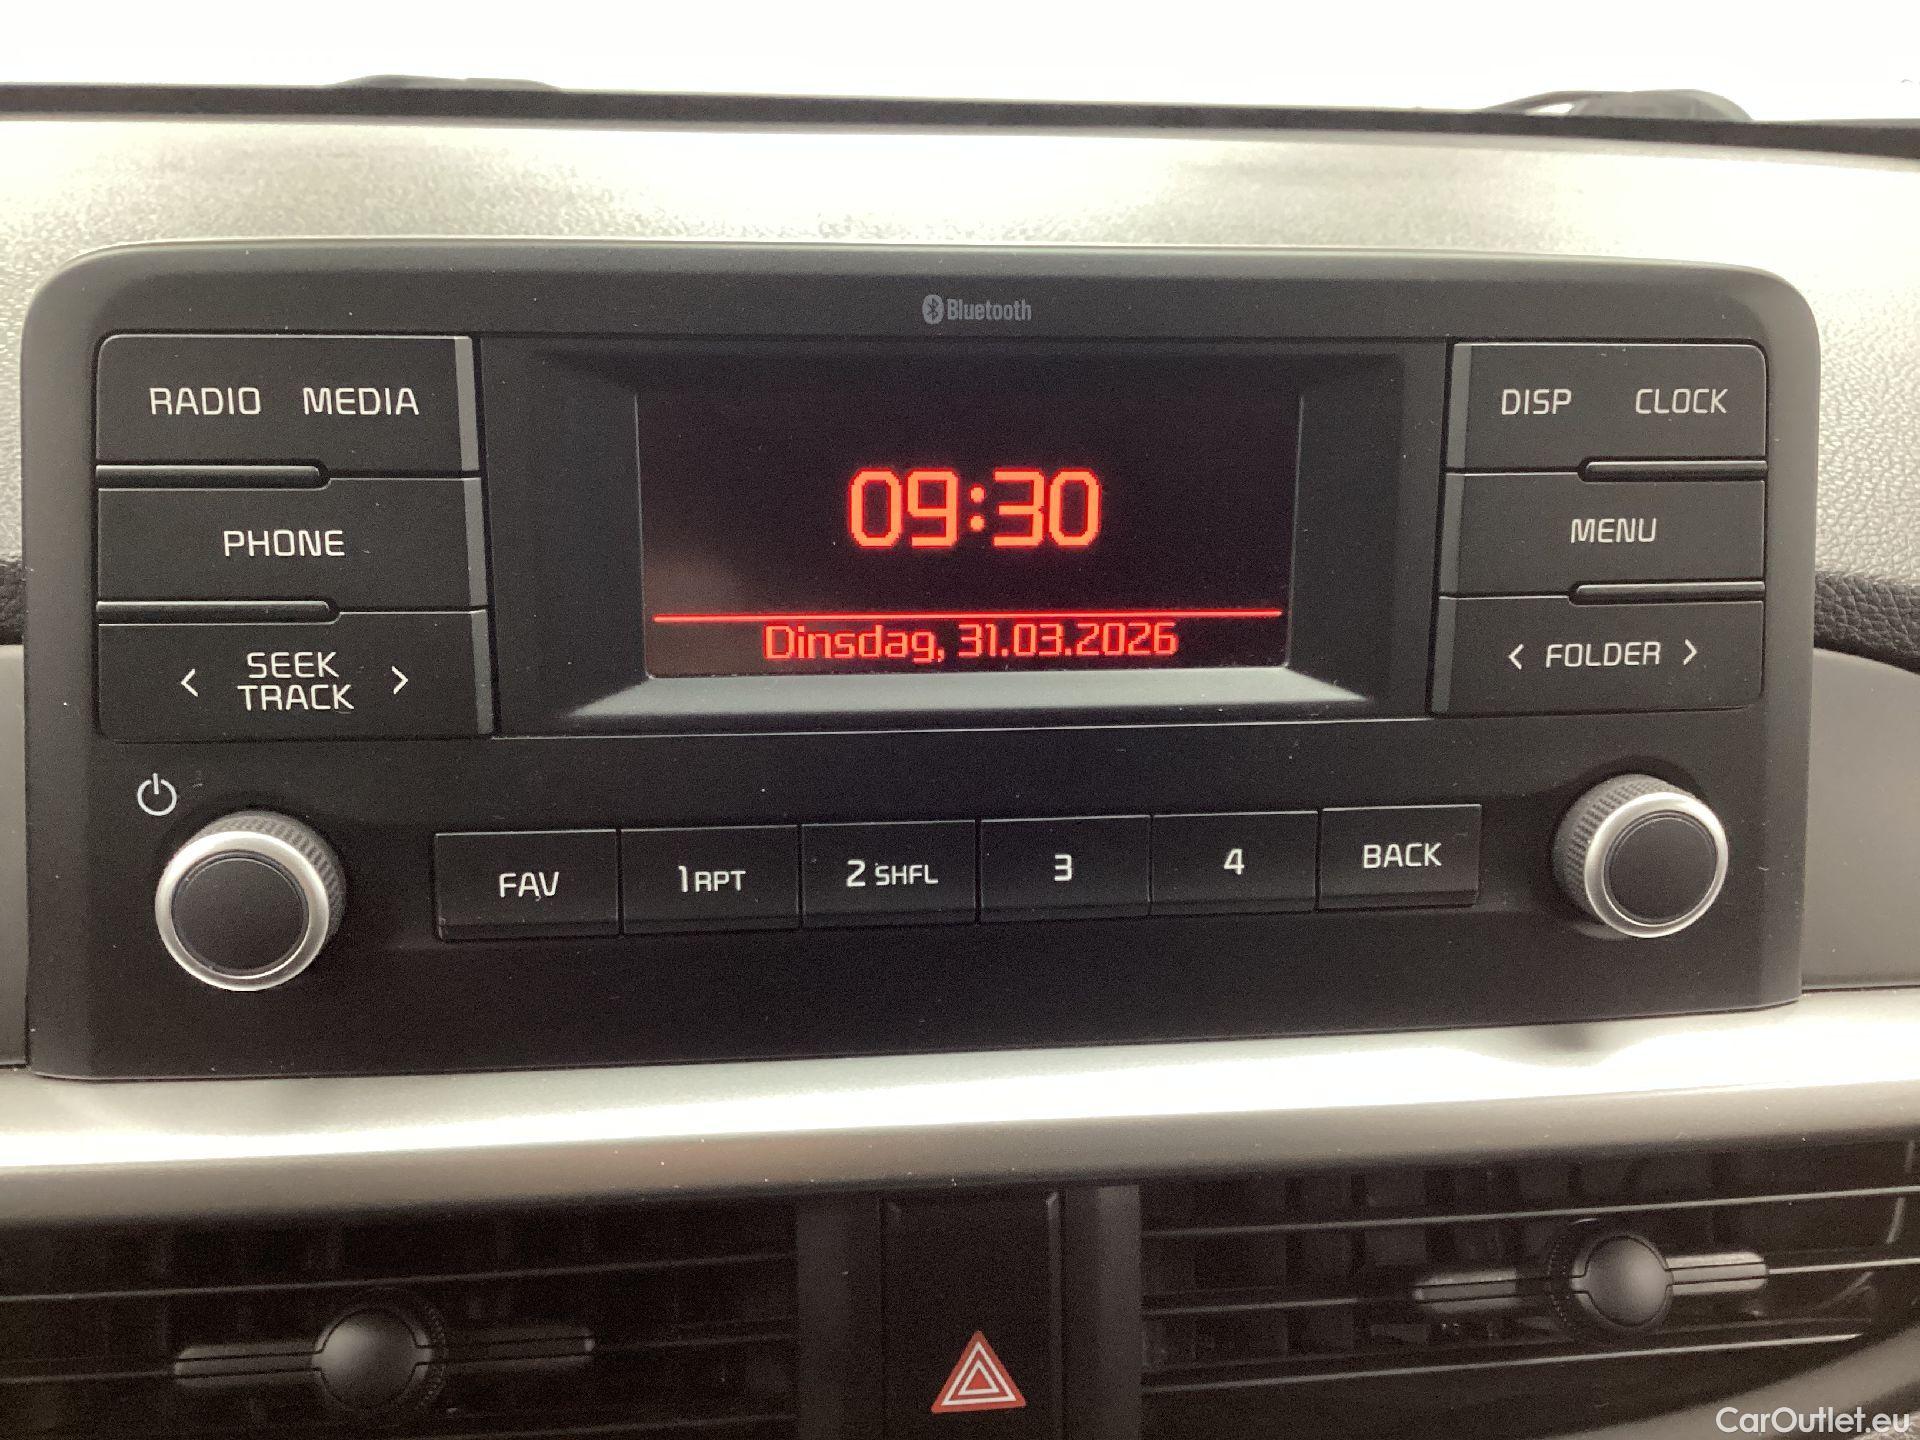 Bluetooth
RADIO MEDIA
DISP CLOCK
09:30
PHONE
MENU
Dinsdag, 31.03.2026
< SEEK TRACK >
< FOLDER >
FAV
1 RPT
2 SHFL
3
4
BACK
CarOutlet.eu